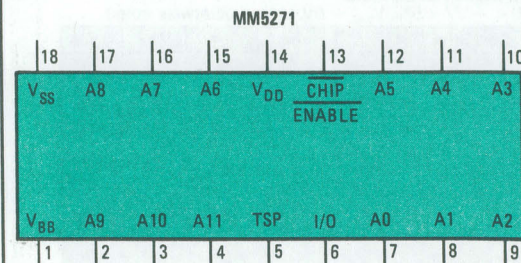 MM5271
18 17 16 15 14 13 12 11 10
VSS A8 A7 A6 VDD CHIP A5 A4 A3
ENABLE
VBB A9 A10 A11 TSP I/O A0 A1 A2
1 2 3 4 5 6 7 8 9